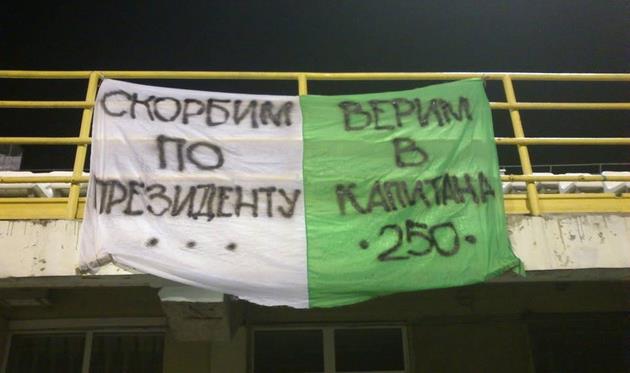 СКОРБИМ
ПО
ПРЕЗИДЕНТУ
...
ВЕРИМ
В
КАПИТАНА
·250·